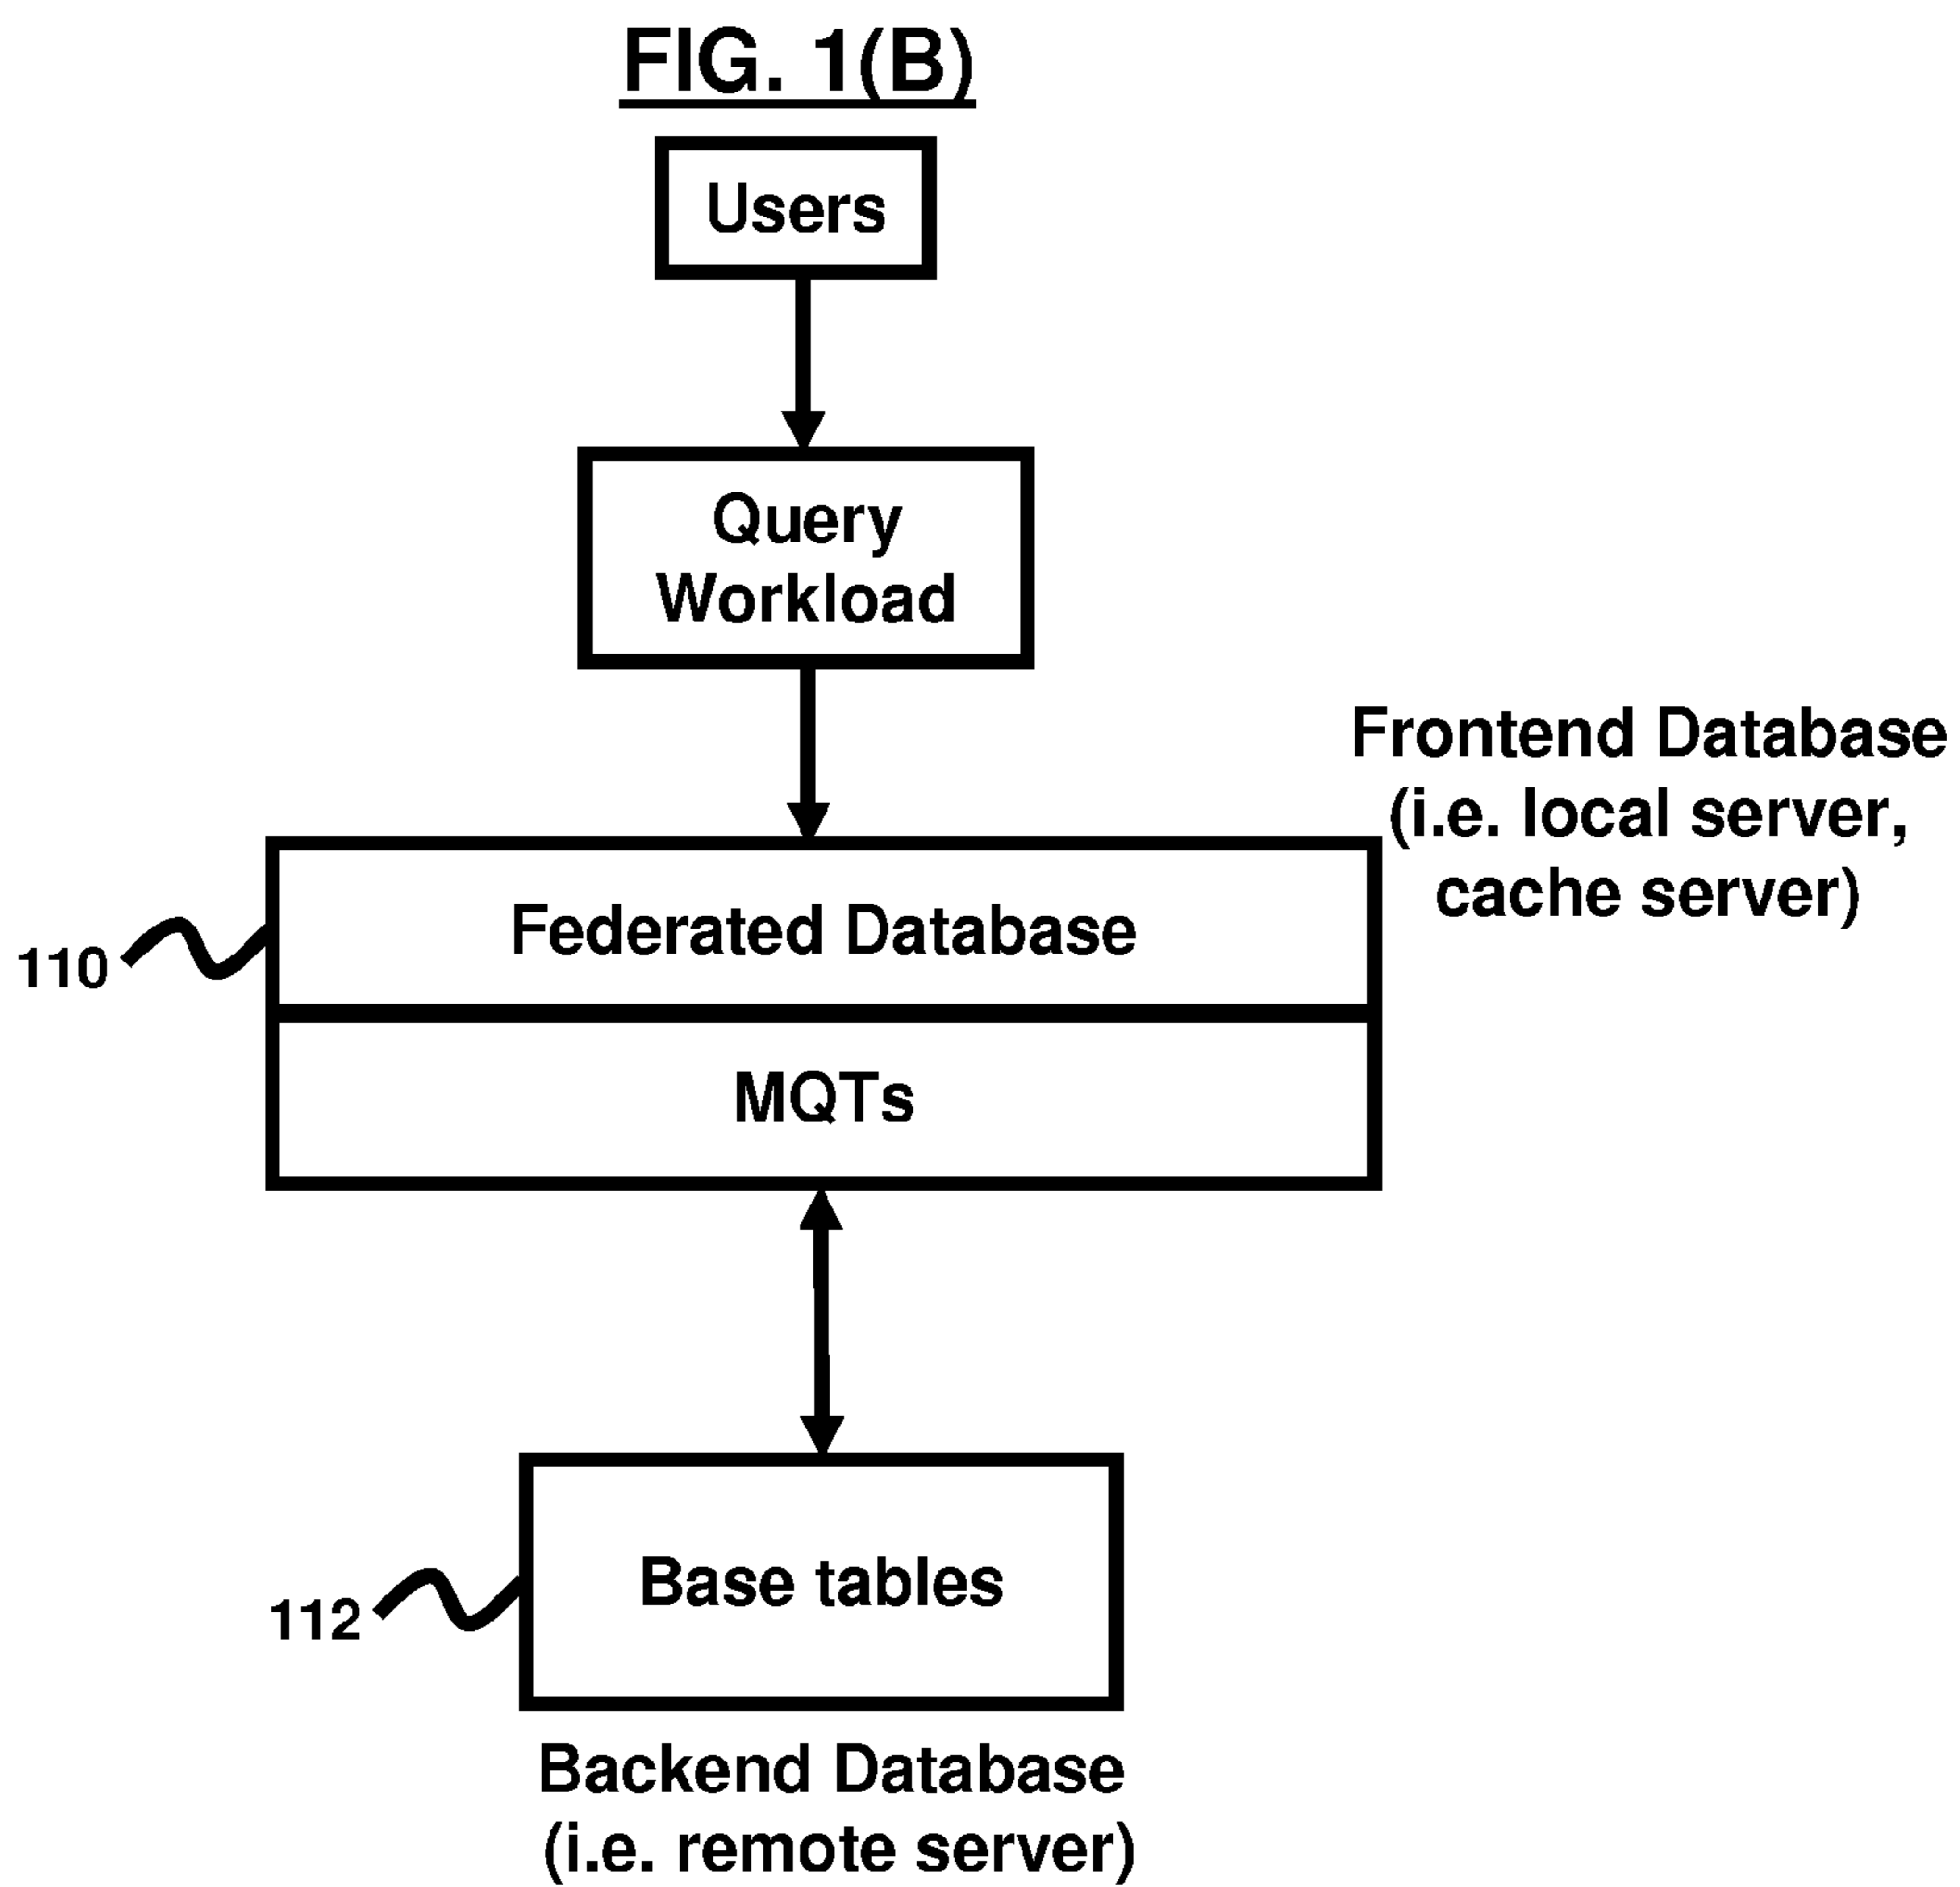 FIG. 1(B)
Users
Query
Workload
Frontend Database
(i.e. local server,
cache server)
Federated Database
110
MQTs
Base tables
112
Backend Database
(i.e. remote server)